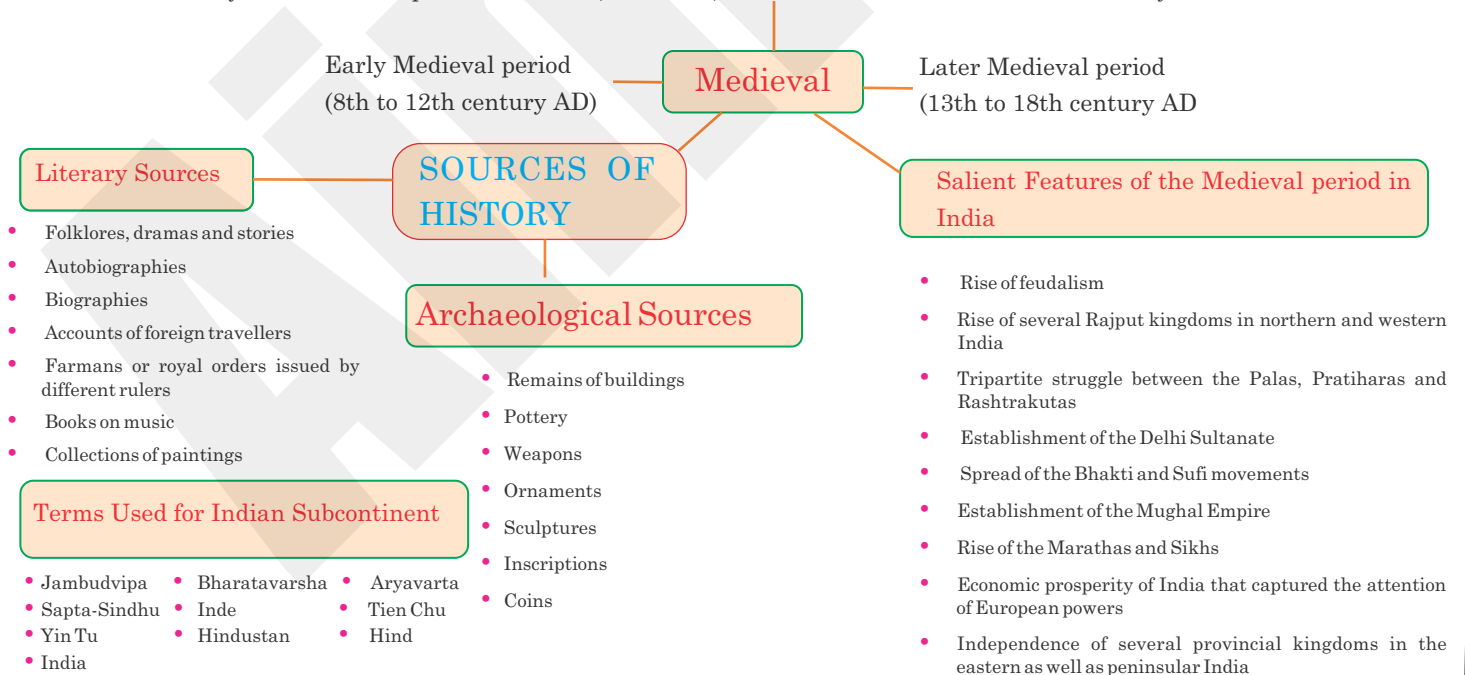 Medieval
Early Medieval period
(8th to 12th century AD)
Later Medieval period
(13th to 18th century AD
SOURCES OF
HISTORY
Literary Sources
• Folklores, dramas and stories
• Autobiographies
• Biographies
• Accounts of foreign travellers
• Farmans or royal orders issued by
different rulers
• Books on music
• Collections of paintings
Archaeological Sources
• Remains of buildings
• Pottery
• Weapons
• Ornaments
• Sculptures
• Inscriptions
• Coins
Terms Used for Indian Subcontinent
• Jambudvipa • Bharatavarsha • Aryavarta
• Sapta-Sindhu • Inde • Tien Chu
• Yin Tu • Hindustan • Hind
• India
Salient Features of the Medieval period in
India
• Rise of feudalism
• Rise of several Rajput kingdoms in northern and western
India
• Tripartite struggle between the Palas, Pratiharas and
Rashtrakutas
• Establishment of the Delhi Sultanate
• Spread of the Bhakti and Sufi movements
• Establishment of the Mughal Empire
• Rise of the Marathas and Sikhs
• Economic prosperity of India that captured the attention
of European powers
• Independence of several provincial kingdoms in the
eastern as well as peninsular India